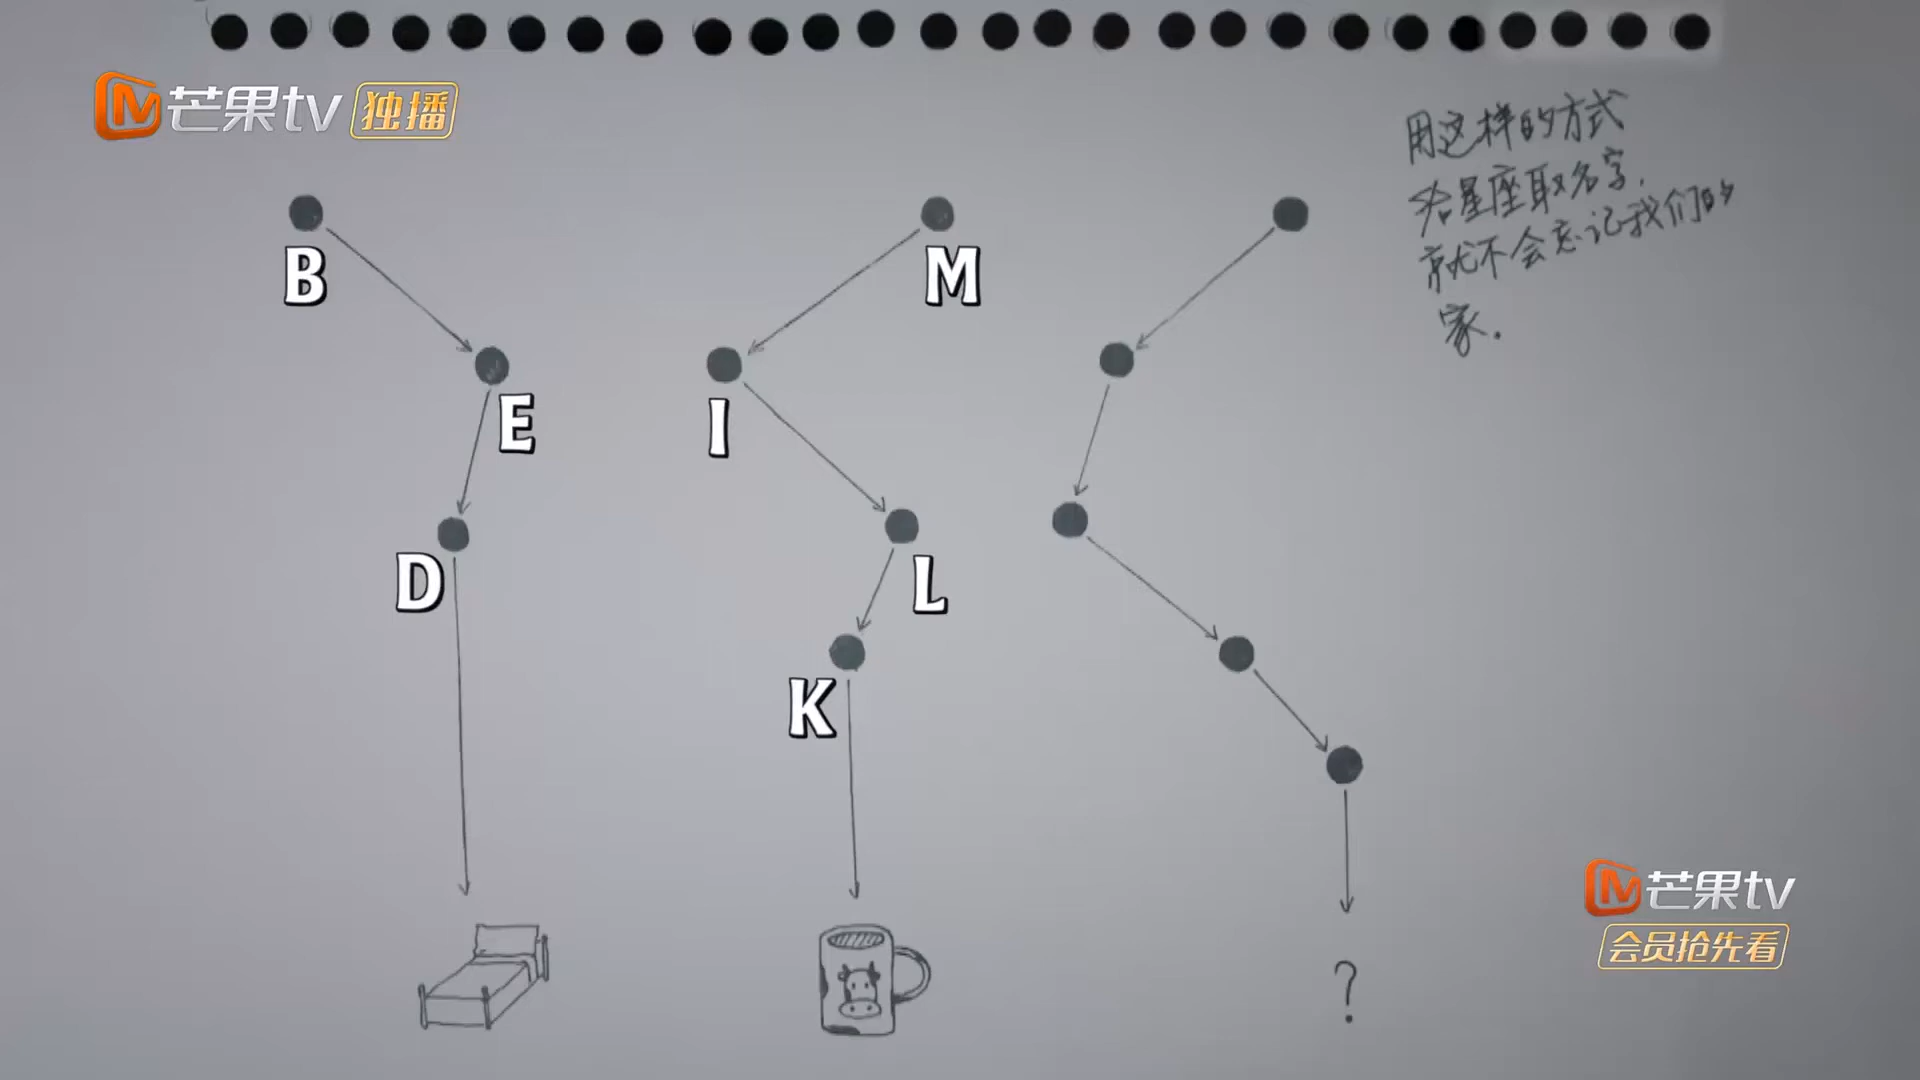 芒果tv 独播
用这样的方式
给星座取名字,
就不会忘记我们的
家.
B
M
E
I
D
L
K
芒果tv
会员抢先看
?